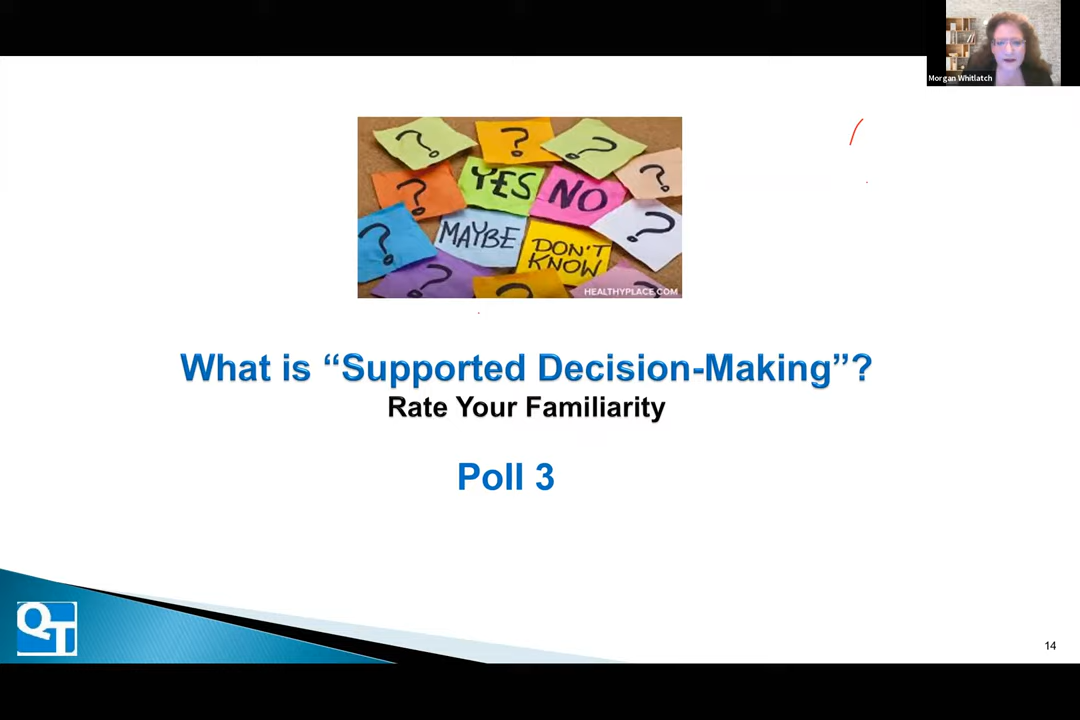 Morgan Whitlatch
?
?
?
?
?
YES
NO
?
?
MAYBE
DON'T
KNOW
?
?
?
HEALTHYPLACE.COM
What is “Supported Decision-Making”?
Rate Your Familiarity
Poll 3
QT
14